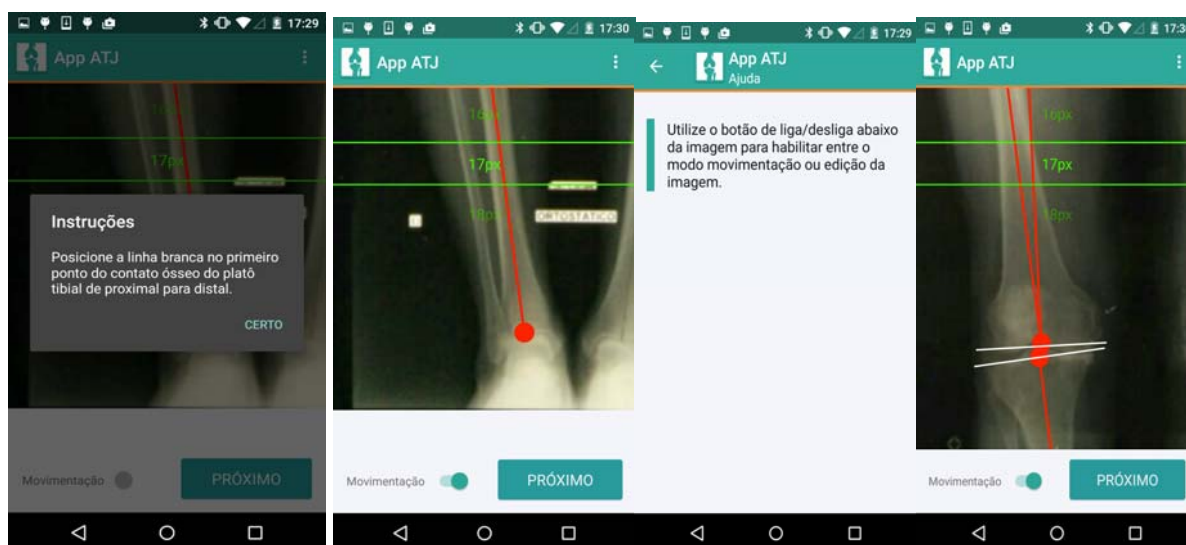 17:29
App ATJ
16px
17px
Instruções
Posicione a linha branca no primeiro
ponto do contato ósseo do platô
tibial de proximal para distal.
CERTO
Movimentação
PRÓXIMO
17:30
App ATJ
16px
17px
18px
ORTOSTATICO
Movimentação
PRÓXIMO
17:29
App ATJ
Ajuda
Utilize o botão de liga/desliga abaixo
da imagem para habilitar entre o
modo movimentação ou edição da
imagem.
17:3
App ATJ
16px
17px
18px
Movimentação
PRÓXIMO